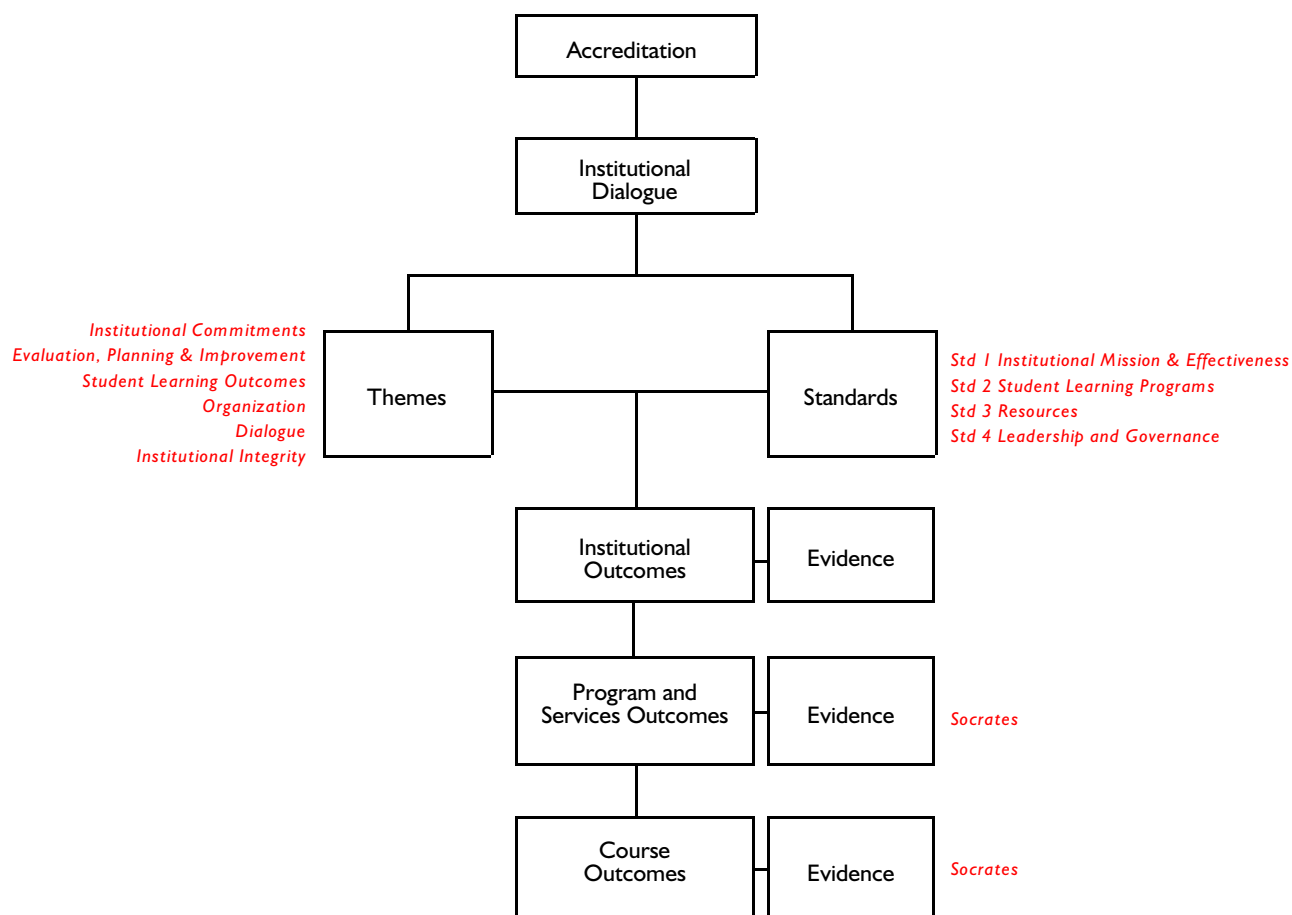 Accreditation
Institutional
Dialogue
Institutional Commitments
Evaluation, Planning & Improvement
Student Learning Outcomes
Organization
Dialogue
Institutional Integrity
Themes
Standards
Std 1 Institutional Mission & Effectiveness
Std 2 Student Learning Programs
Std 3 Resources
Std 4 Leadership and Governance
Institutional
Outcomes
Evidence
Program and
Services Outcomes
Evidence
Socrates
Course
Outcomes
Evidence
Socrates